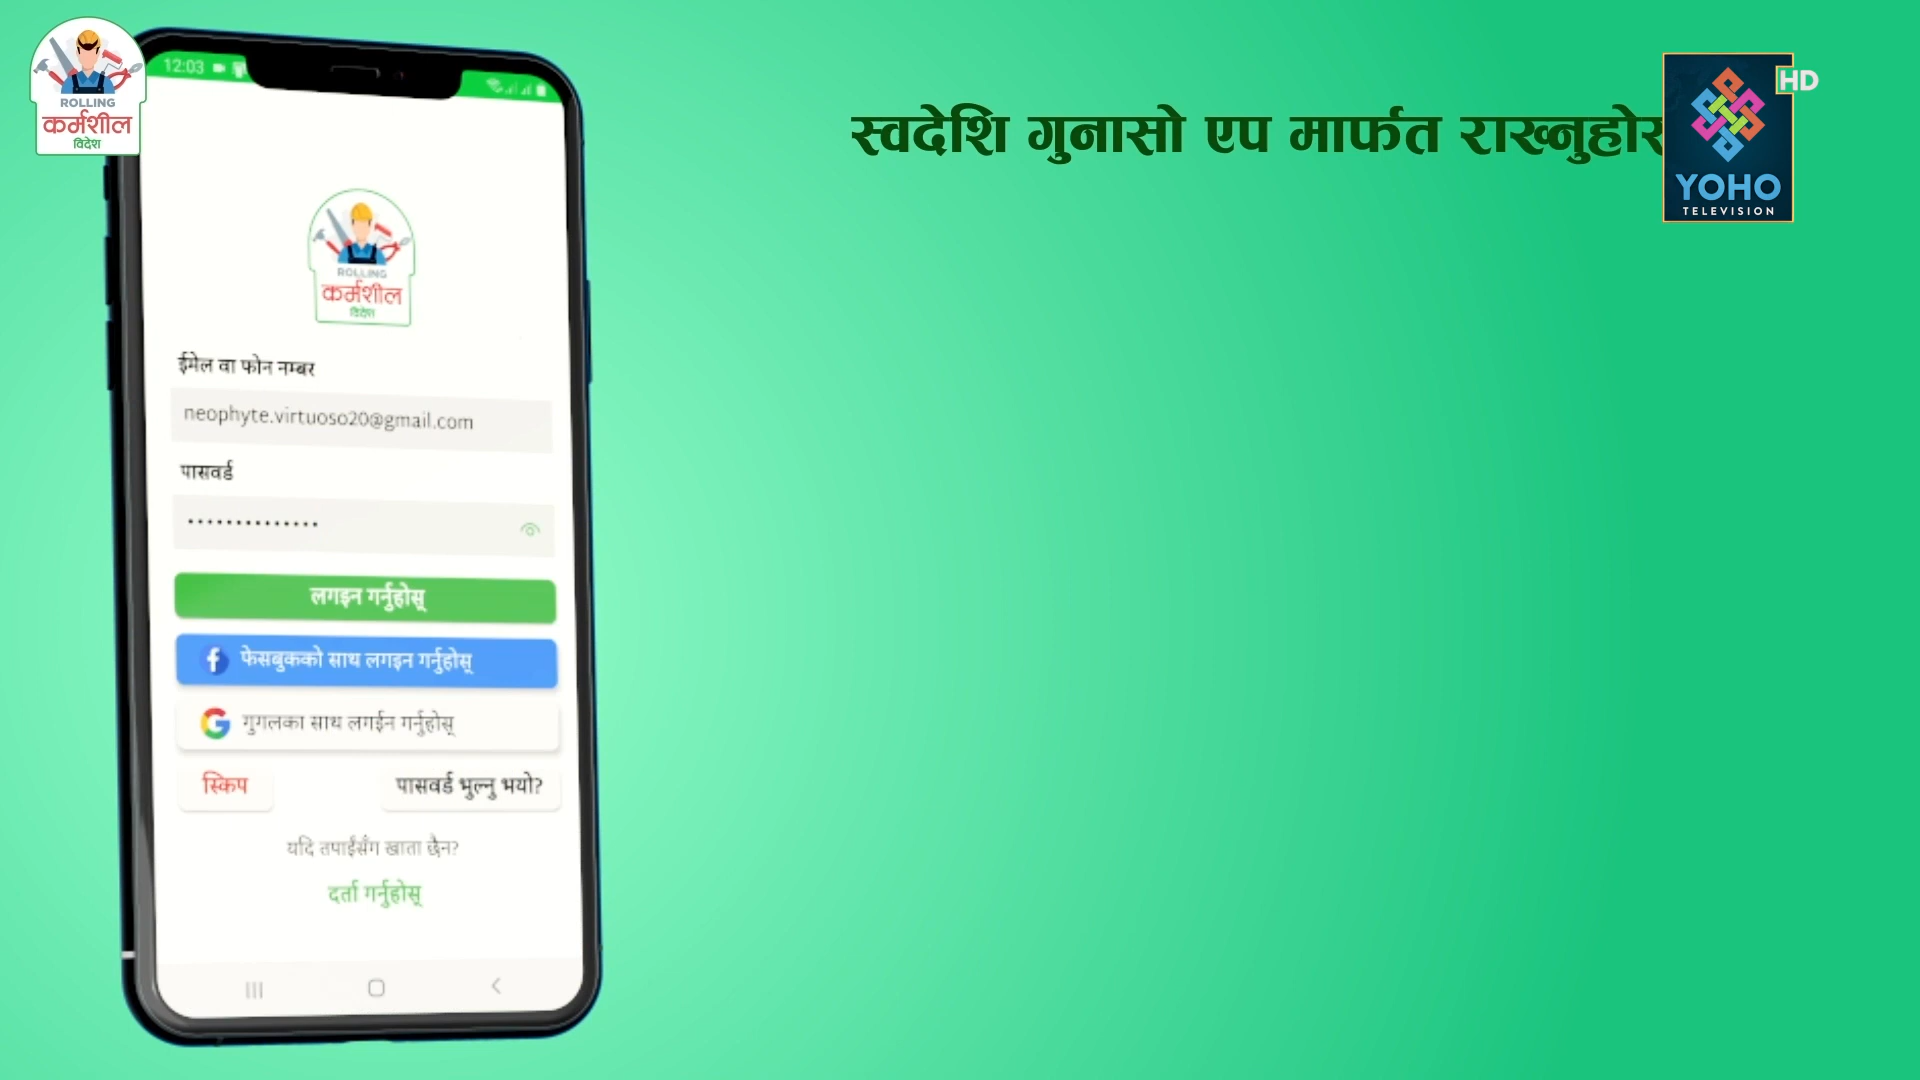 ROLLING
कर्मशील
विदेश
12:03
स्वदेशि गुनासो एप मार्फत
HD
YOHO
TELEVISION
ROLLING
कर्मशील
विदेश
ईमेल वा फोन नम्बर
neophyte.virtuoso20@gmail.com
पासवर्ड
••••••••••••••
लगइन गर्नुहोस्
फेसबुकको साथ लगइन गर्नुहोस्
गुगलका साथ लगईन गर्नुहोस्
स्किप
पासवर्ड भुल्नु भयो?
यदि तपाईंसँग खाता छैन?
दर्ता गर्नुहोस्